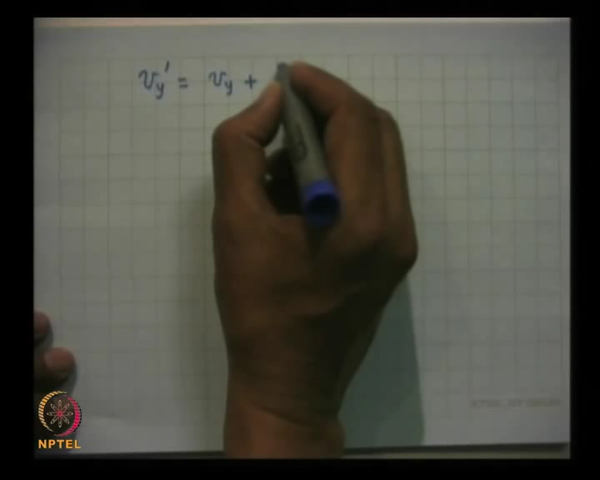 v_y' = v_y +
NPTEL